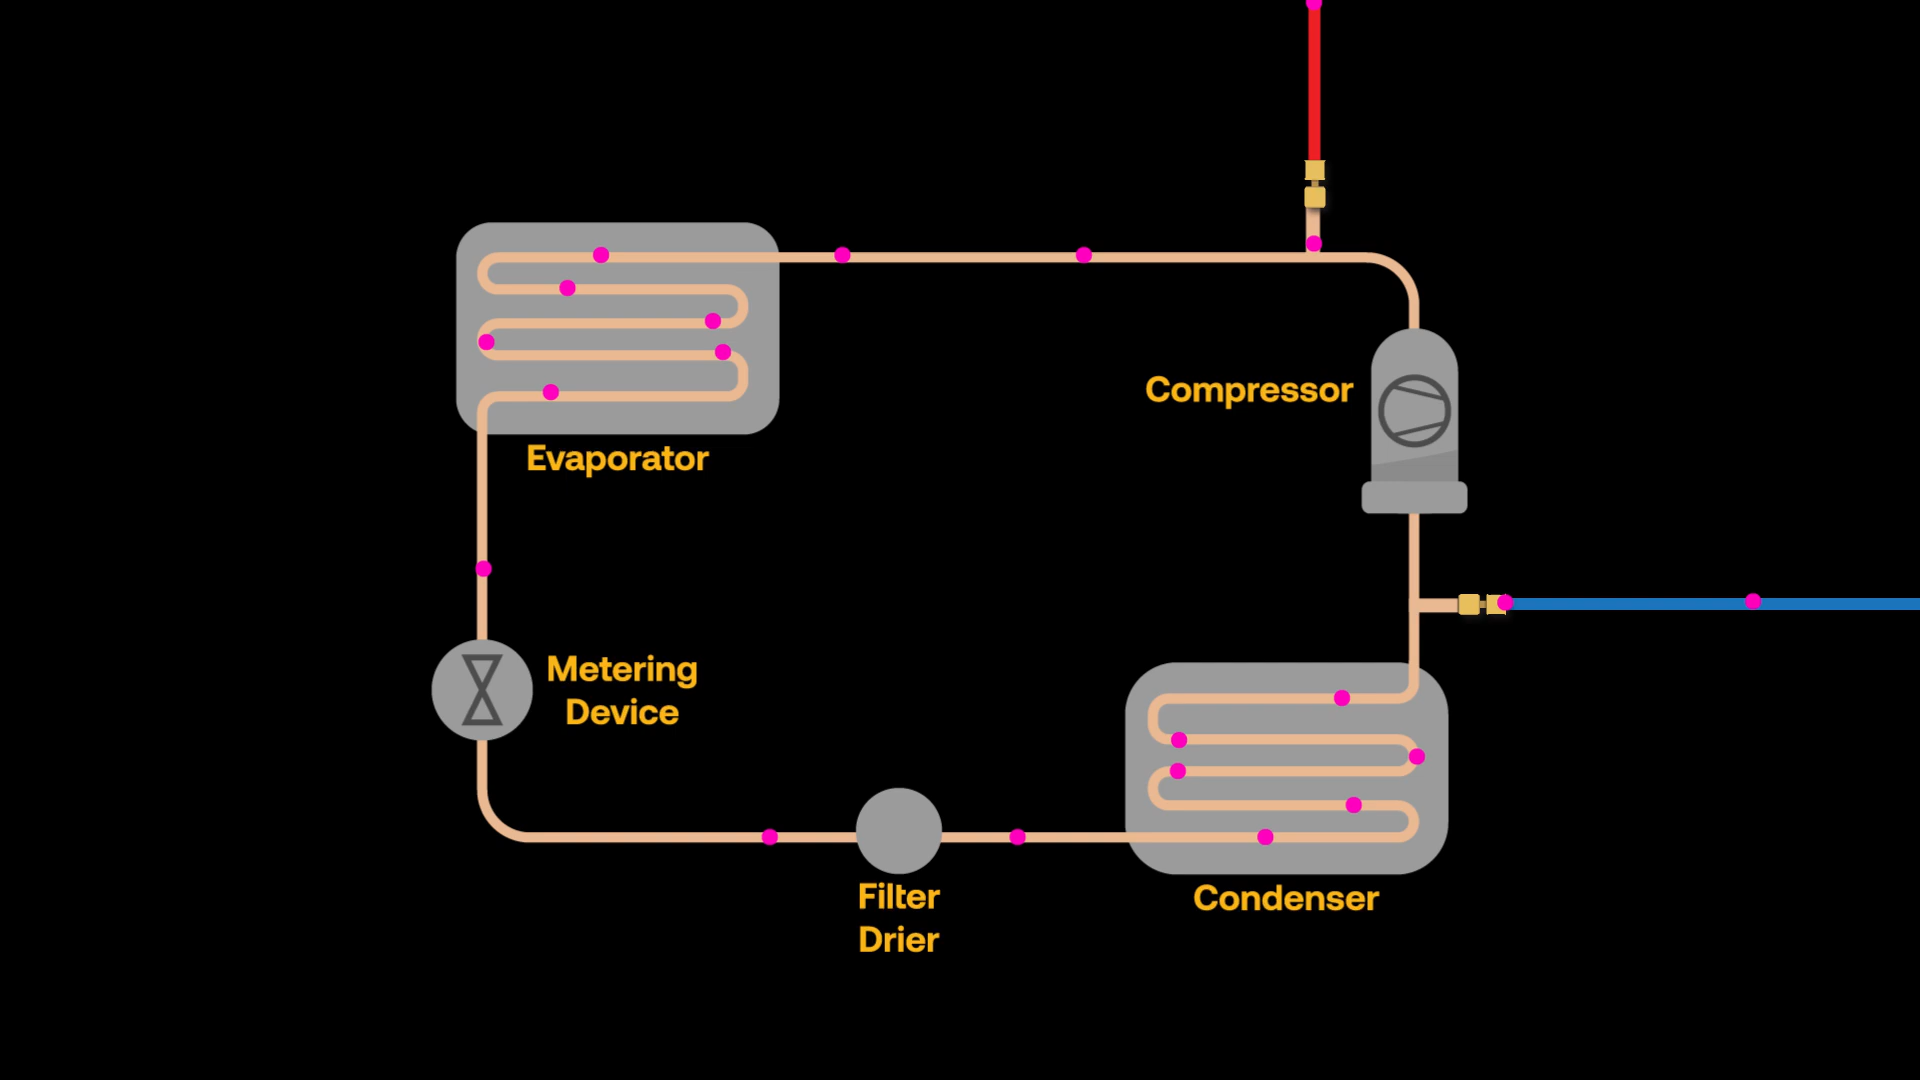 Compressor
Evaporator
Metering
Device
Filter
Drier
Condenser